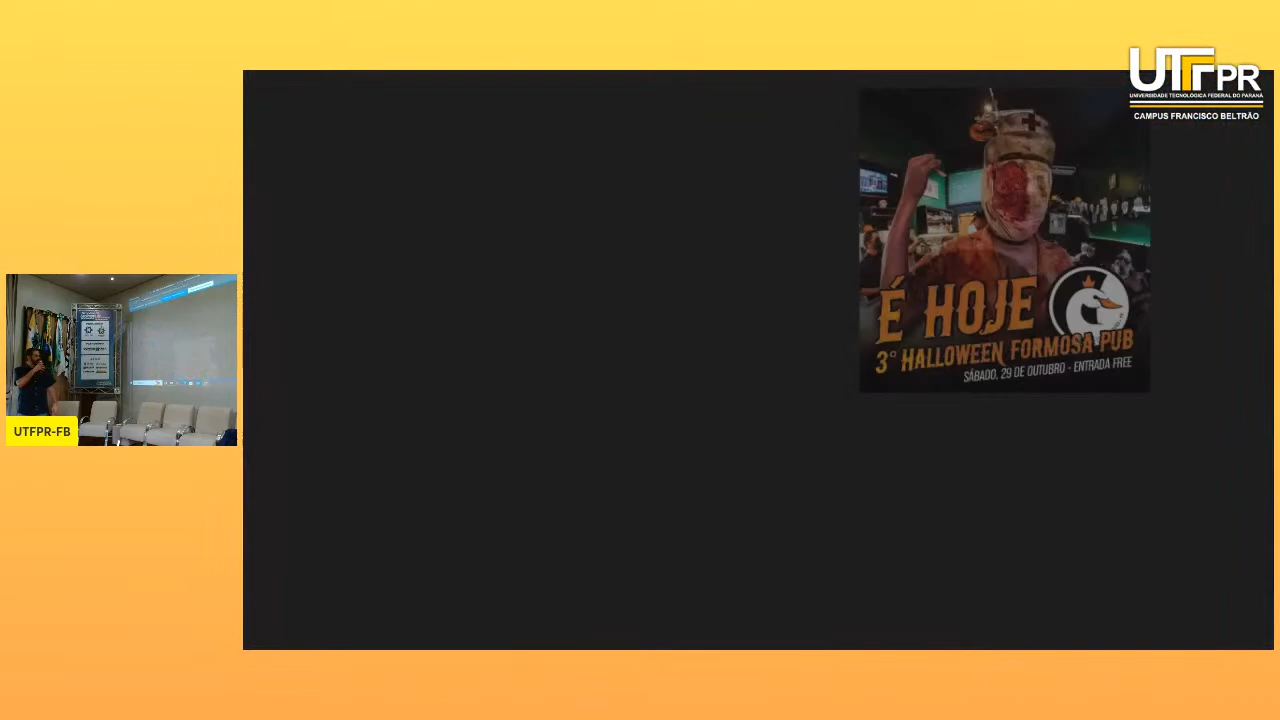 UTFPR
UNIVERSIDADE TECNOLÓGICA FEDERAL DO PARANÁ
CAMPUS FRANCISCO BELTRÃO
É HOJE
3° HALLOWEEN FORMOSA PUB
SÁBADO, 29 DE OUTUBRO - ENTRADA FREE
UTFPR-FB